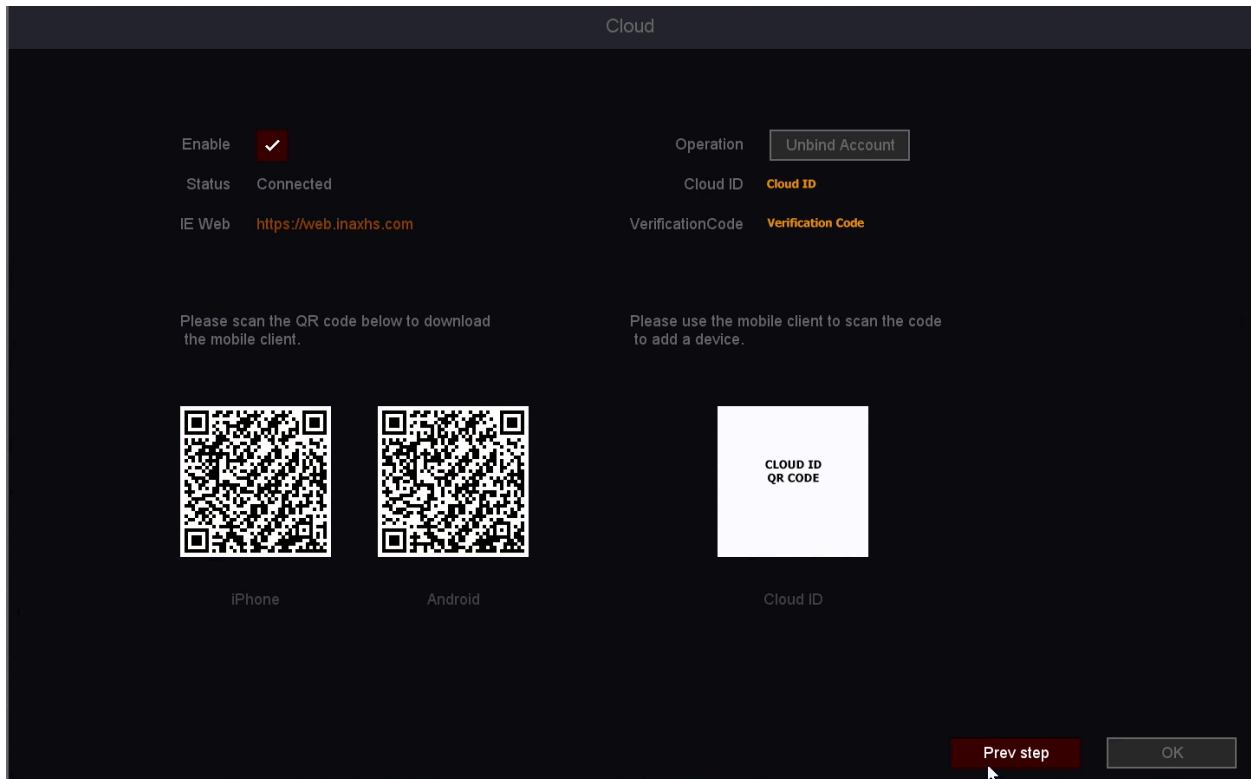 Cloud
Enable
Operation
Unbind Account
Status
Connected
Cloud ID
Cloud ID
IE Web
https://web.inaxhs.com
VerificationCode
Verification Code
Please scan the QR code below to download
the mobile client.
Please use the mobile client to scan the code
to add a device.
CLOUD ID
QR CODE
iPhone
Android
Cloud ID
Prev step
OK